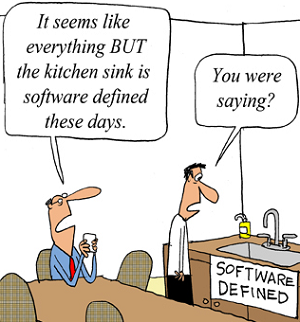 It seems like
everything BUT
the kitchen sink is
software defined
these days.
You were
saying?
SOFTWARE
DEFINED